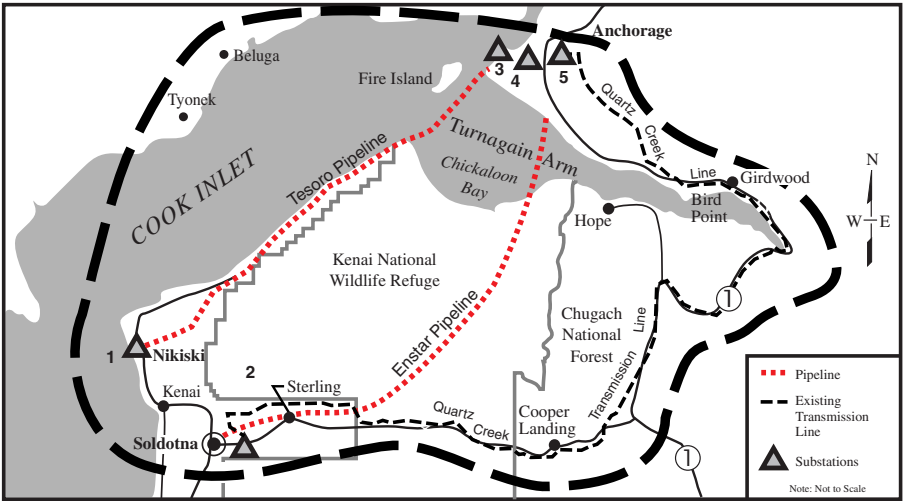 Anchorage
Beluga
3
4
5
Fire Island
Tyonek
Quartz
Creek
Line
Turnagain Arm
Tesoro Pipeline
Chickaloon
Bay
Girdwood
Bird
Point
N
W E
S
COOK INLET
Hope
Kenai National
Wildlife Refuge
1
Enstar Pipeline
Chugach
National
Forest
Line
Transmission
1
Nikiski
2
Sterling
Kenai
Quartz
Creek
Cooper
Landing
Soldotna
1
Pipeline
Existing
Transmission
Line
Substations
Note: Not to Scale